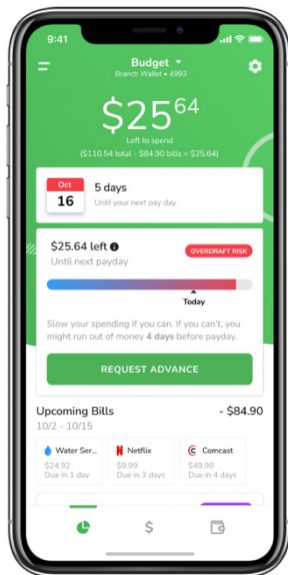 9:41
Budget
Branch Wallet • 4993
$25 64
Left to spend
($110.54 total - $84.90 bills = $25.64)
Oct
16
5 days
Until your next pay day
$25.64 left
OVERDRAFT RISK
Until next payday
Today
Slow your spending if you can. If you can't, you
might run out of money 4 days before payday.
REQUEST ADVANCE
Upcoming Bills
- $84.90
10/2 - 10/15
Water Ser...
$24.92
Due in 1 day
Netflix
$9.99
Due in 3 days
Comcast
$49.99
Due in 4 days
$